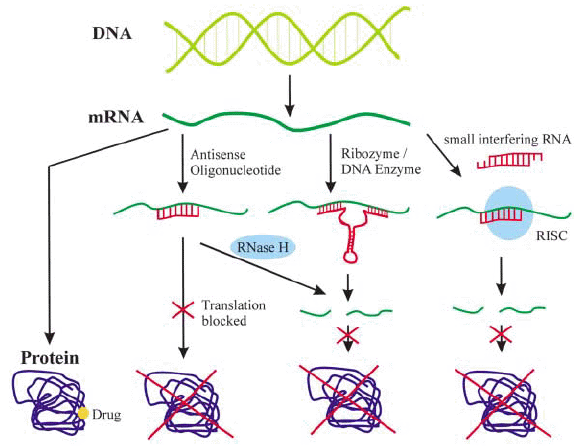 DNA
mRNA
small interfering RNA
Antisense
Oligonucleotide
Ribozyme /
DNA Enzyme
RNase H
RISC
Translation
blocked
Protein
Drug